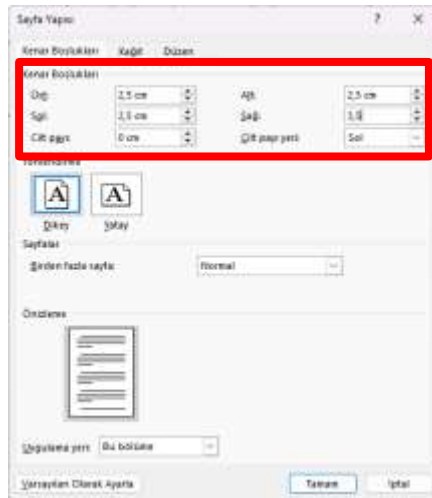 Sayfa Yapısı ? ×
Kenar Boşlukları Kağıt Düzen
Kenar Boşlukları
Üst: 2,5 cm Alt: 2,5 cm
Sol: 2,5 cm Sağ:
Cilt payı: 0 cm Cilt payı yeri: Sol
Yönlendirme
A A
Dikey Yatay
Sayfalar
Birden fazla sayfa: Normal
Önizleme
Uygulama yeri: Bu bölüme
Varsayılan Olarak Ayarla Tamam İptal